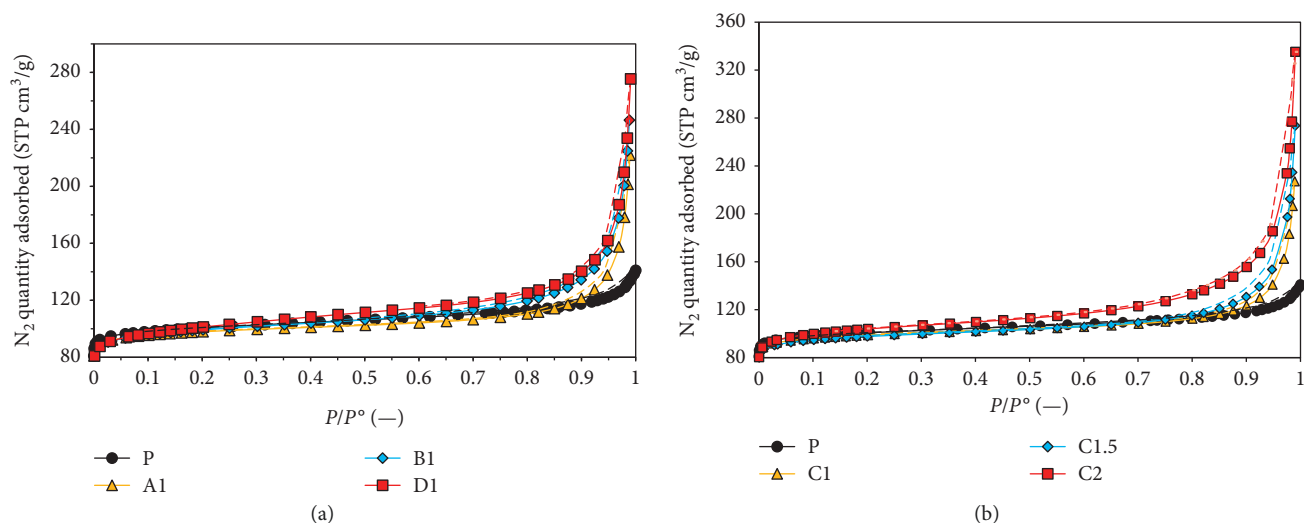 N₂ quantity adsorbed (STP cm³/g)
280
240
200
160
120
80
0 0.1 0.2 0.3 0.4 0.5 0.6 0.7 0.8 0.9 1
P/P° (—)
P B1
A1 D1
(a)
N₂ quantity adsorbed (STP cm³/g)
360
320
280
240
200
160
120
80
0 0.1 0.2 0.3 0.4 0.5 0.6 0.7 0.8 0.9 1
P/P° (—)
P C1.5
C1 C2
(b)